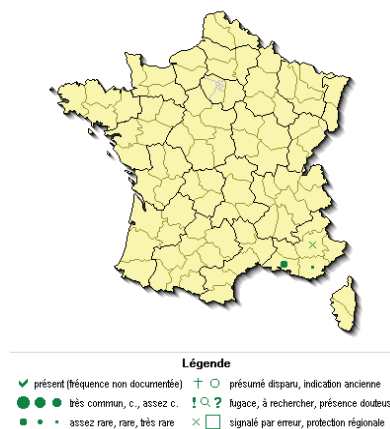 Légende
présent (fréquence non documentée)
présumé disparu, indication ancienne
très commun, c., assez c.
fugace, à rechercher, présence douteus
assez rare, rare, très rare
signalé par erreur, protection régionale